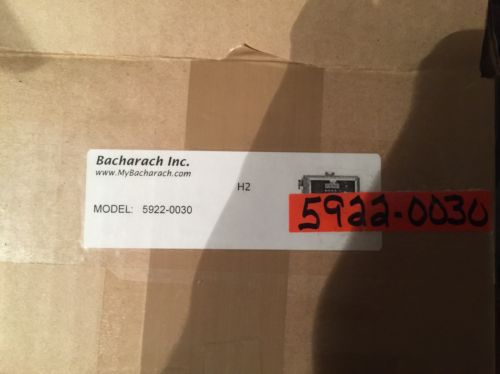 Bacharach Inc.
www.MyBacharach.com
H2
MODEL: 5922-0030
5922-0030